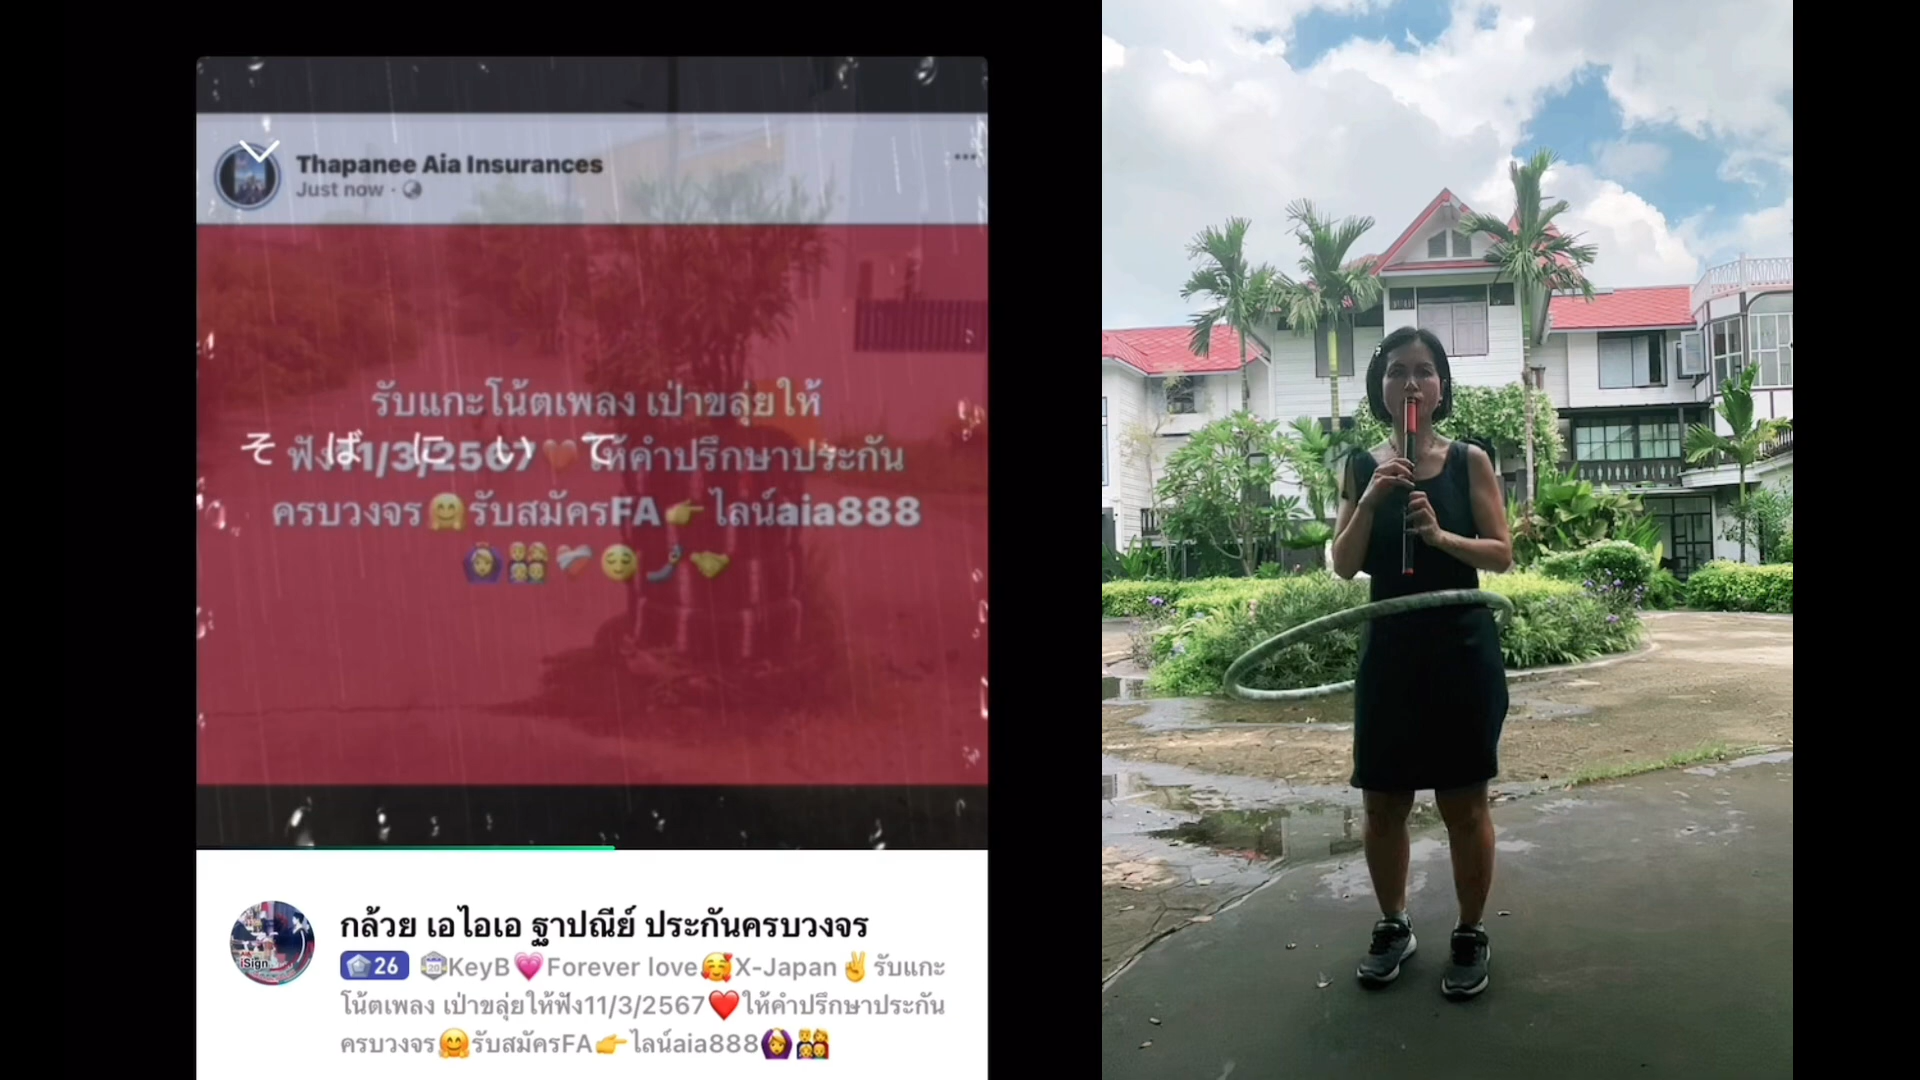 Thapanee Aia Insurances
Just now ·
รับแกะโน้ตเพลง เป่าขลุ่ยให้
ฟัง11/3/2567🧡ให้คำปรึกษาประกัน
そばにいて
ครบวงจร🤗รับสมัครFA👉ไลน์aia888
🙆‍♀️👨‍👩‍👧‍👦❤️‍🩹😌🤳🤝
กล้วย เอไอเอ ฐาปณีย์ ประกันครบวงจร
iSign
26 KeyB💗Forever love🥰X-Japan✌️รับแกะ
โน้ตเพลง เป่าขลุ่ยให้ฟัง11/3/2567❤️ให้คำปรึกษาประกัน
ครบวงจร🤗รับสมัครFA👉ไลน์aia888🙆‍♀️👨‍👩‍👧‍👦